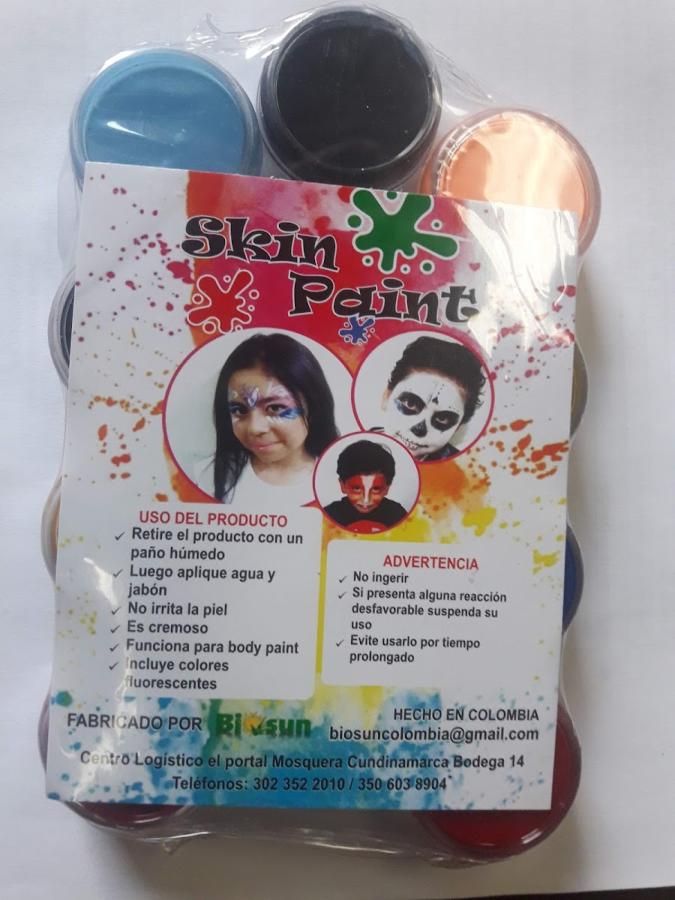 Skin
Paint
USO DEL PRODUCTO
Retire el producto con un
paño húmedo
Luego aplique agua y
jabón
No irrita la piel
Es cremoso
Funciona para body paint
Incluye colores
fluorescentes
ADVERTENCIA
No ingerir
Si presenta alguna reacción
desfavorable suspenda su
uso
Evite usarlo por tiempo
prolongado
FABRICADO POR Biosun
HECHO EN COLOMBIA
biosuncolombia@gmail.com
Centro Logístico el portal Mosquera Cundinamarca Bodega 14
Teléfonos: 302 352 2010 / 350 603 8904